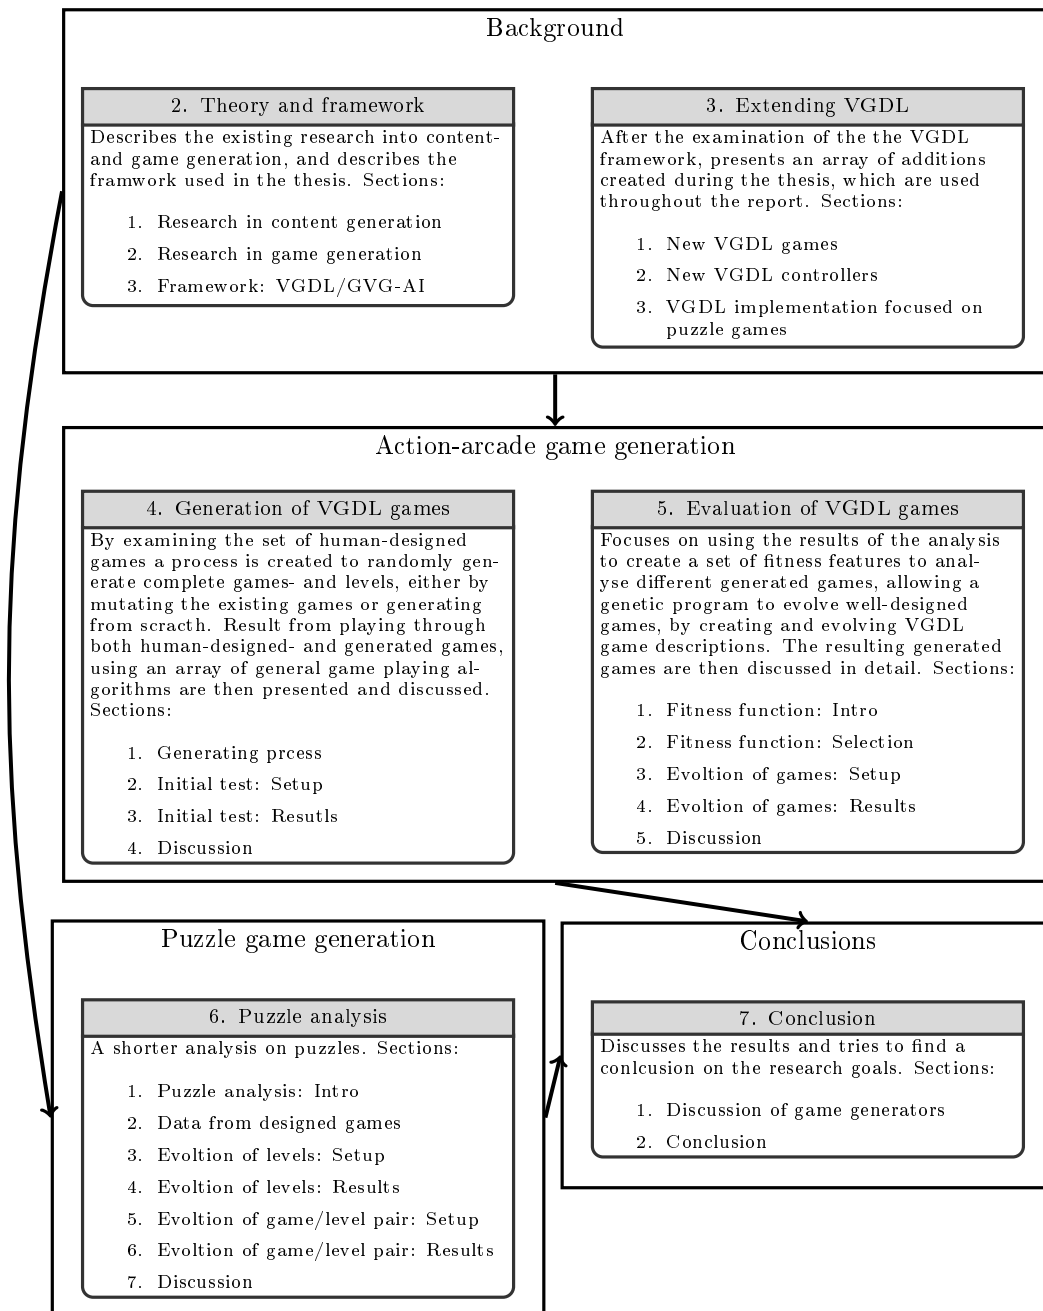 Background
2. Theory and framework
Describes the existing research into content-
and game generation, and describes the
framwork used in the thesis. Sections:
1. Research in content generation
2. Research in game generation
3. Framework: VGDL/GVG-AI
3. Extending VGDL
After the examination of the the VGDL
framework, presents an array of additions
created during the thesis, which are used
throughout the report. Sections:
1. New VGDL games
2. New VGDL controllers
3. VGDL implementation focused on
puzzle games
Action-arcade game generation
4. Generation of VGDL games
By examining the set of human-designed
games a process is created to randomly gen-
erate complete games- and levels, either by
mutating the existing games or generating
from scracth. Result from playing through
both human-designed- and generated games,
using an array of general game playing al-
gorithms are then presented and discussed.
Sections:
1. Generating prcess
2. Initial test: Setup
3. Initial test: Resutls
4. Discussion
5. Evaluation of VGDL games
Focuses on using the results of the analysis
to create a set of fitness features to anal-
yse different generated games, allowing a
genetic program to evolve well-designed
games, by creating and evolving VGDL
game descriptions. The resulting generated
games are then discussed in detail. Sections:
1. Fitness function: Intro
2. Fitness function: Selection
3. Evoltion of games: Setup
4. Evoltion of games: Results
5. Discussion
Puzzle game generation
6. Puzzle analysis
A shorter analysis on puzzles. Sections:
1. Puzzle analysis: Intro
2. Data from designed games
3. Evoltion of levels: Setup
4. Evoltion of levels: Results
5. Evoltion of game/level pair: Setup
6. Evoltion of game/level pair: Results
7. Discussion
Conclusions
7. Conclusion
Discusses the results and tries to find a
conlcusion on the research goals. Sections:
1. Discussion of game generators
2. Conclusion